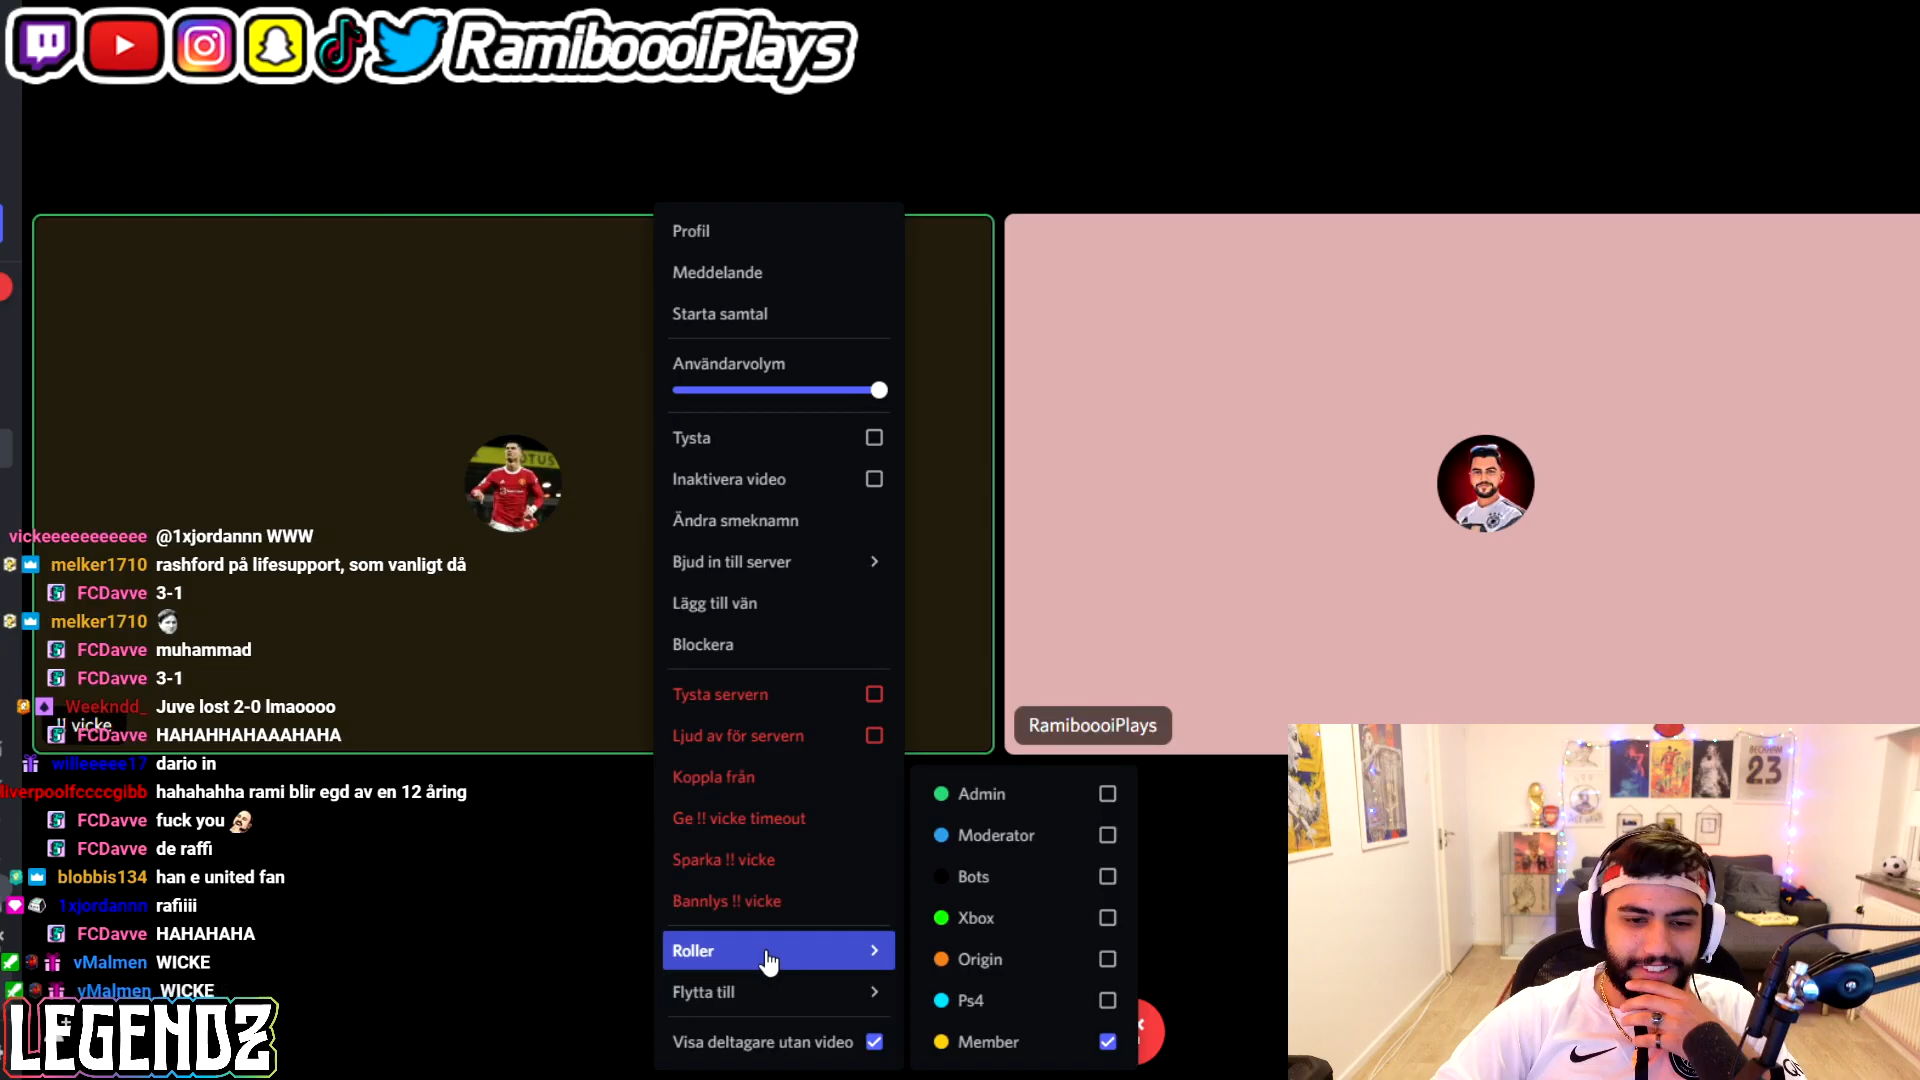 RamiboooiPlays
Profil
Meddelande
Starta samtal
Användarvolym
Tysta
Inaktivera video
Ändra smeknamn
Bjud in till server
Lägg till vän
Blockera
Tysta servern
Ljud av för servern
Koppla från
Ge !! vicke timeout
Sparka !! vicke
Bannlys !! vicke
Roller
Flytta till
Visa deltagare utan video
Admin
Moderator
Bots
Xbox
Origin
Ps4
Member
vickeeeeeeeeeee @1xjordannn WWW
melker1710 rashford på lifesupport, som vanligt då
FCDavve 3-1
melker1710
FCDavve muhammad
FCDavve 3-1
Weekndd_ Juve lost 2-0 lmaoooo
!! vicke
FCDavve HAHAHHAHAAAHAHA
willeeeee17 dario in
liverpoolfccccgibb hahahahha rami blir egd av en 12 åring
FCDavve fuck you
FCDavve de raffi
blobbis134 han e united fan
1xjordannn rafiiii
FCDavve HAHAHAHA
vMalmen WICKE
vMalmen WICKE
LEGENDZ
RamiboooiPlays
BECKHAM
23